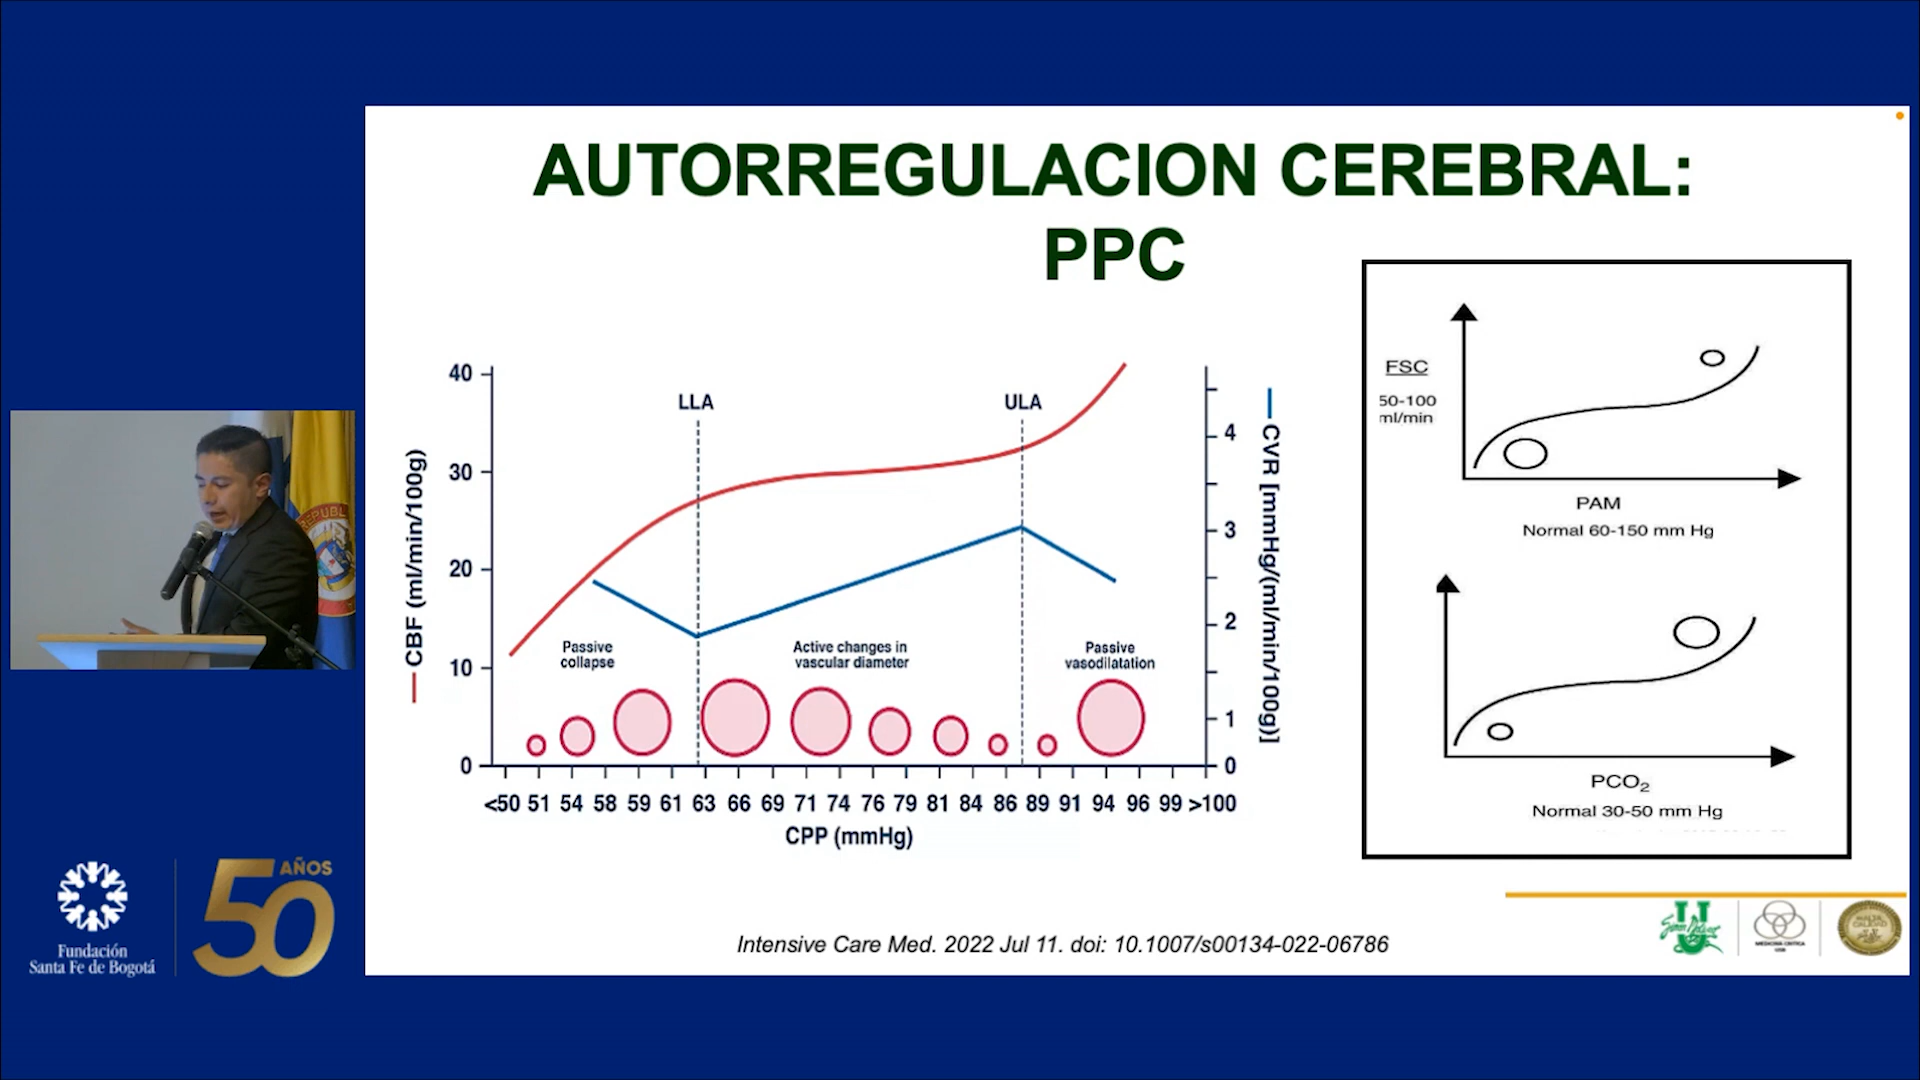 AUTORREGULACION CEREBRAL:
PPC
40
30
20
10
0
CBF (ml/min/100g)
LLA
ULA
Passive
collapse
Active changes in
vascular diameter
Passive
vasodilatation
4
3
2
1
0
CVR [mmHg/(ml/min/100g)]
<50 51 54 58 59 61 63 66 69 71 74 76 79 81 84 86 89 91 94 96 99 >100
CPP (mmHg)
FSC
50-100
ml/min
PAM
Normal 60-150 mm Hg
PCO₂
Normal 30-50 mm Hg
Intensive Care Med. 2022 Jul 11. doi: 10.1007/s00134-022-06786
REPUBL
Fundación
Santa Fe de Bogotá
50 AÑOS
U
MEDICINA CRITICA